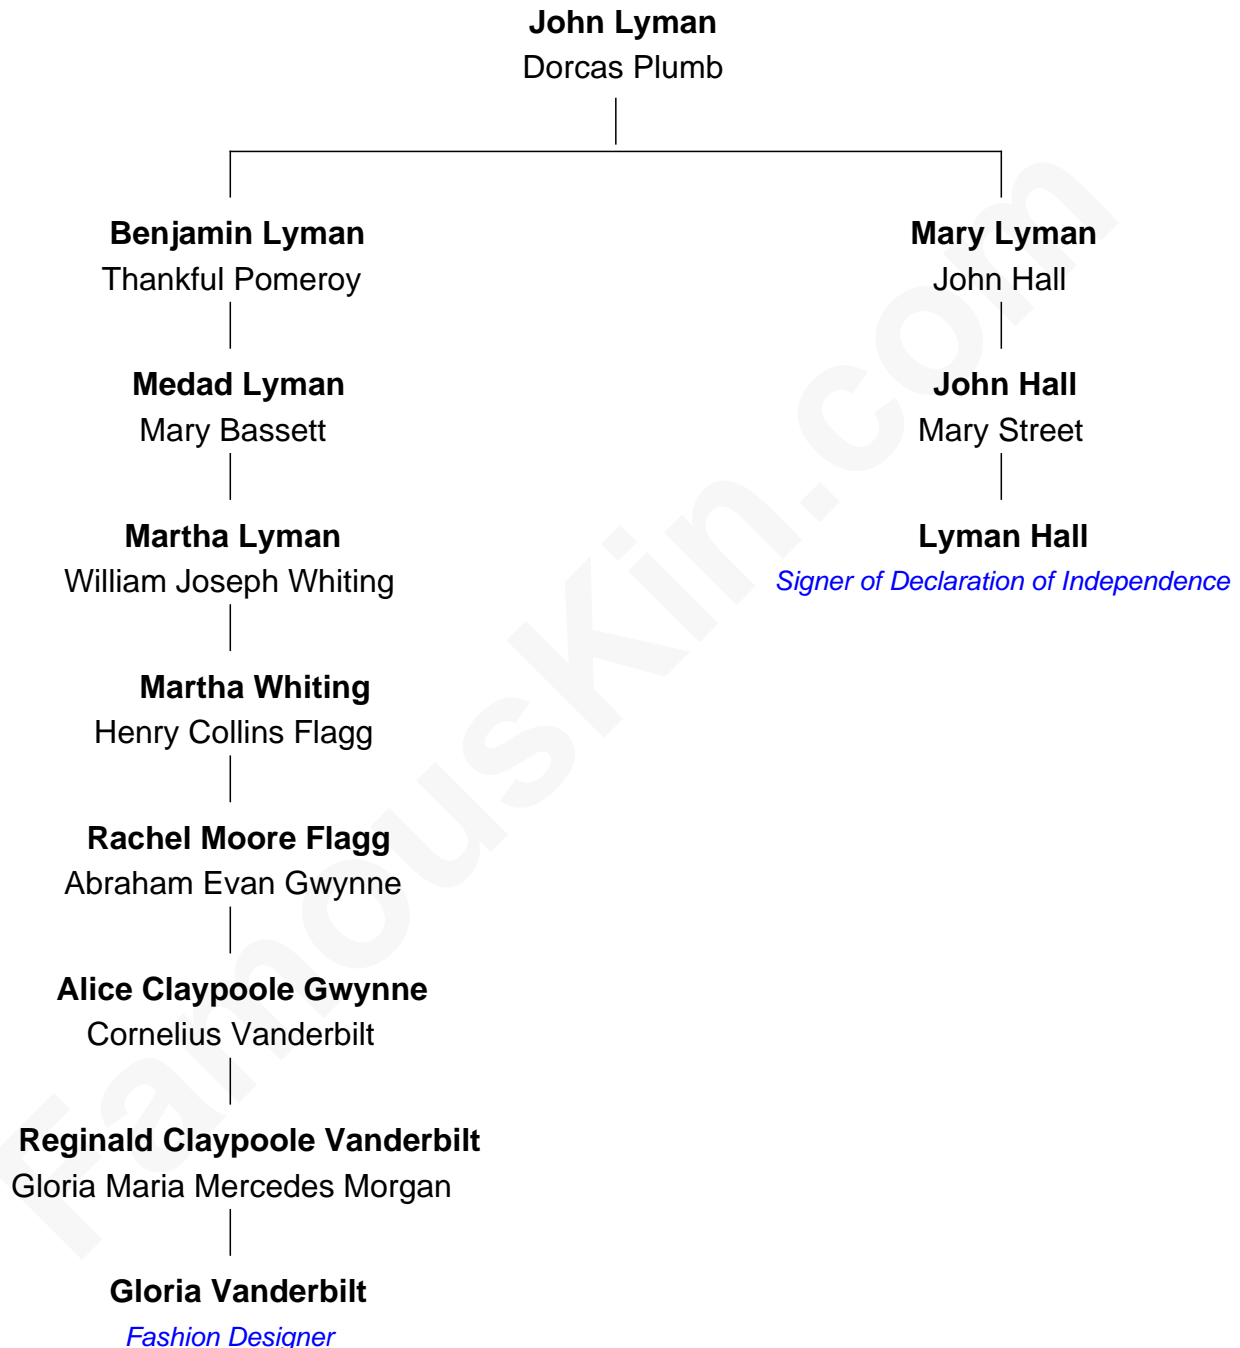 John Lyman
Dorcas Plumb
Benjamin Lyman
Thankful Pomeroy
Mary Lyman
John Hall
Medad Lyman
Mary Bassett
John Hall
Mary Street
Martha Lyman
William Joseph Whiting
Lyman Hall
Signer of Declaration of Independence
Martha Whiting
Henry Collins Flagg
Rachel Moore Flagg
Abraham Evan Gwynne
Alice Claypoole Gwynne
Cornelius Vanderbilt
Reginald Claypoole Vanderbilt
Gloria Maria Mercedes Morgan
Gloria Vanderbilt
Fashion Designer
FamousKin.com